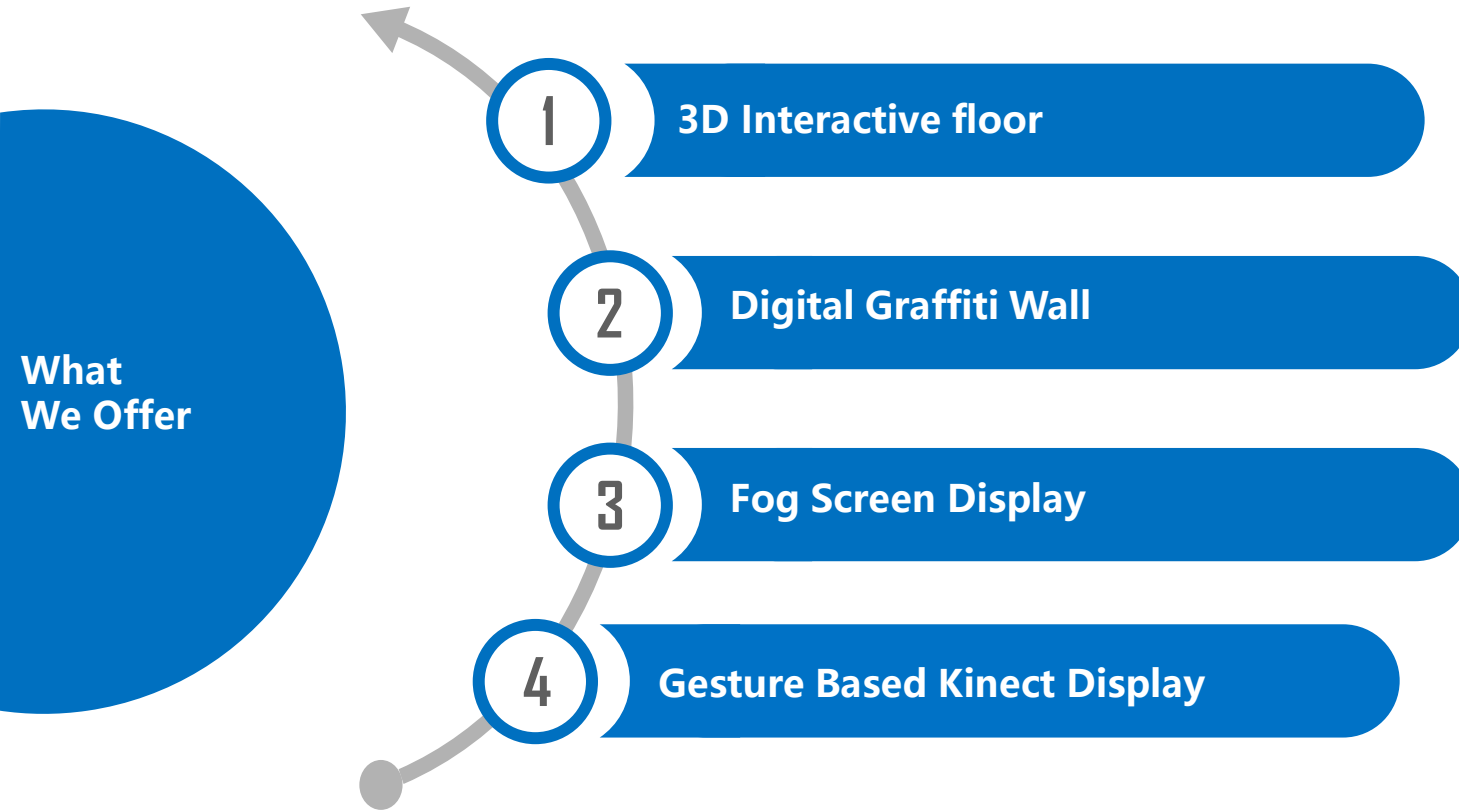 What
We Offer
1
3D Interactive floor
2
Digital Graffiti Wall
3
Fog Screen Display
4
Gesture Based Kinect Display